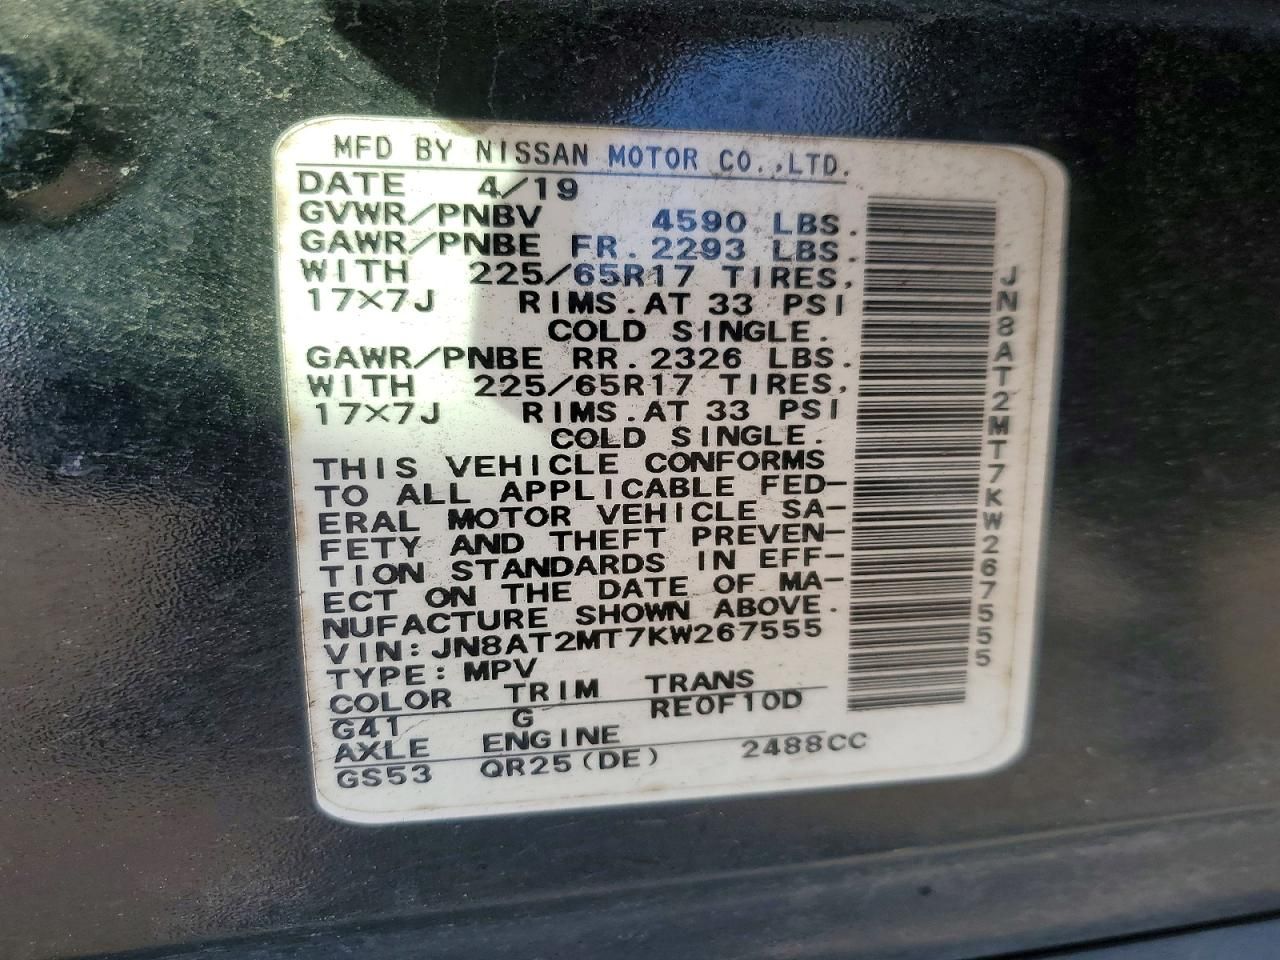 MFD BY NISSAN MOTOR CO.,LTD.
DATE 4/19
GVWR/PNBV 4590 LBS.
GAWR/PNBE FR. 2293 LBS.
WITH 225/65R17 TIRES,
17×7J RIMS.AT 33 PSI
COLD SINGLE.
GAWR/PNBE RR. 2326 LBS.
WITH 225/65R17 TIRES,
17×7J RIMS.AT 33 PSI
COLD SINGLE.
THIS VEHICLE CONFORMS
TO ALL APPLICABLE FED-
ERAL MOTOR VEHICLE SA-
FETY AND THEFT PREVEN-
TION STANDARDS IN EFF-
ECT ON THE DATE OF MA-
NUFACTURE SHOWN ABOVE.
VIN: JN8AT2MT7KW267555
TYPE: MPV
COLOR TRIM TRANS
G41 G RE0F10D
AXLE ENGINE
GS53 QR25(DE) 2488CC
JN8AT2MT7KW267555